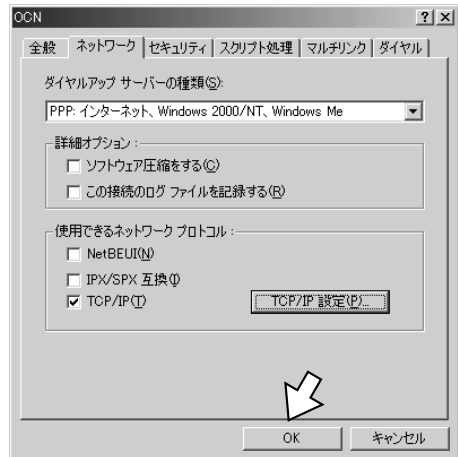 OCN
全般 ネットワーク セキュリティ スクリプト処理 マルチリンク ダイヤル
ダイヤルアップ サーバーの種類(S):
PPP: インターネット、Windows 2000/NT、Windows Me
詳細オプション :
ソフトウェア圧縮をする(C)
この接続のログ ファイルを記録する(R)
使用できるネットワーク プロトコル :
NetBEUI(N)
IPX/SPX 互換(I)
TCP/IP(T) TCP/IP 設定(P)...
OK キャンセル